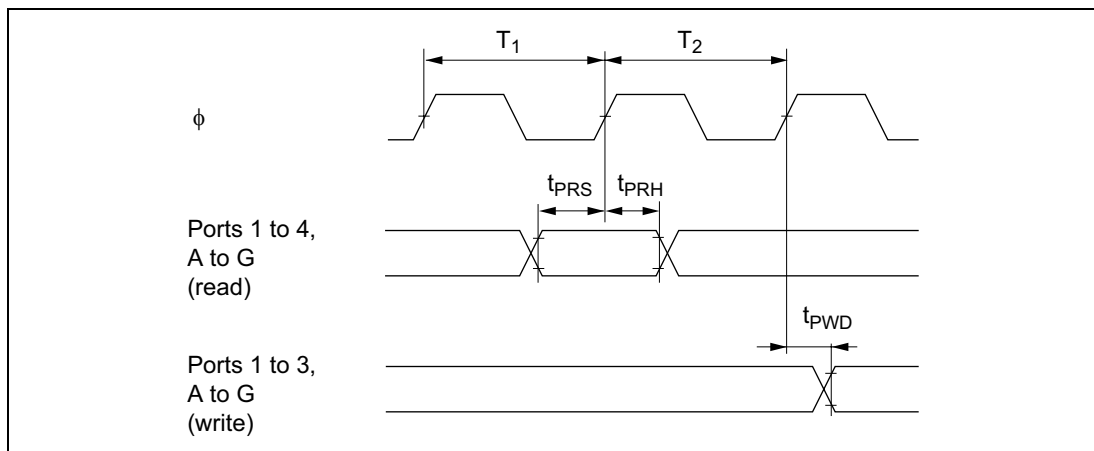 T1 T2
ϕ
tPRS tPRH
Ports 1 to 4,
A to G
(read)
tPWD
Ports 1 to 3,
A to G
(write)